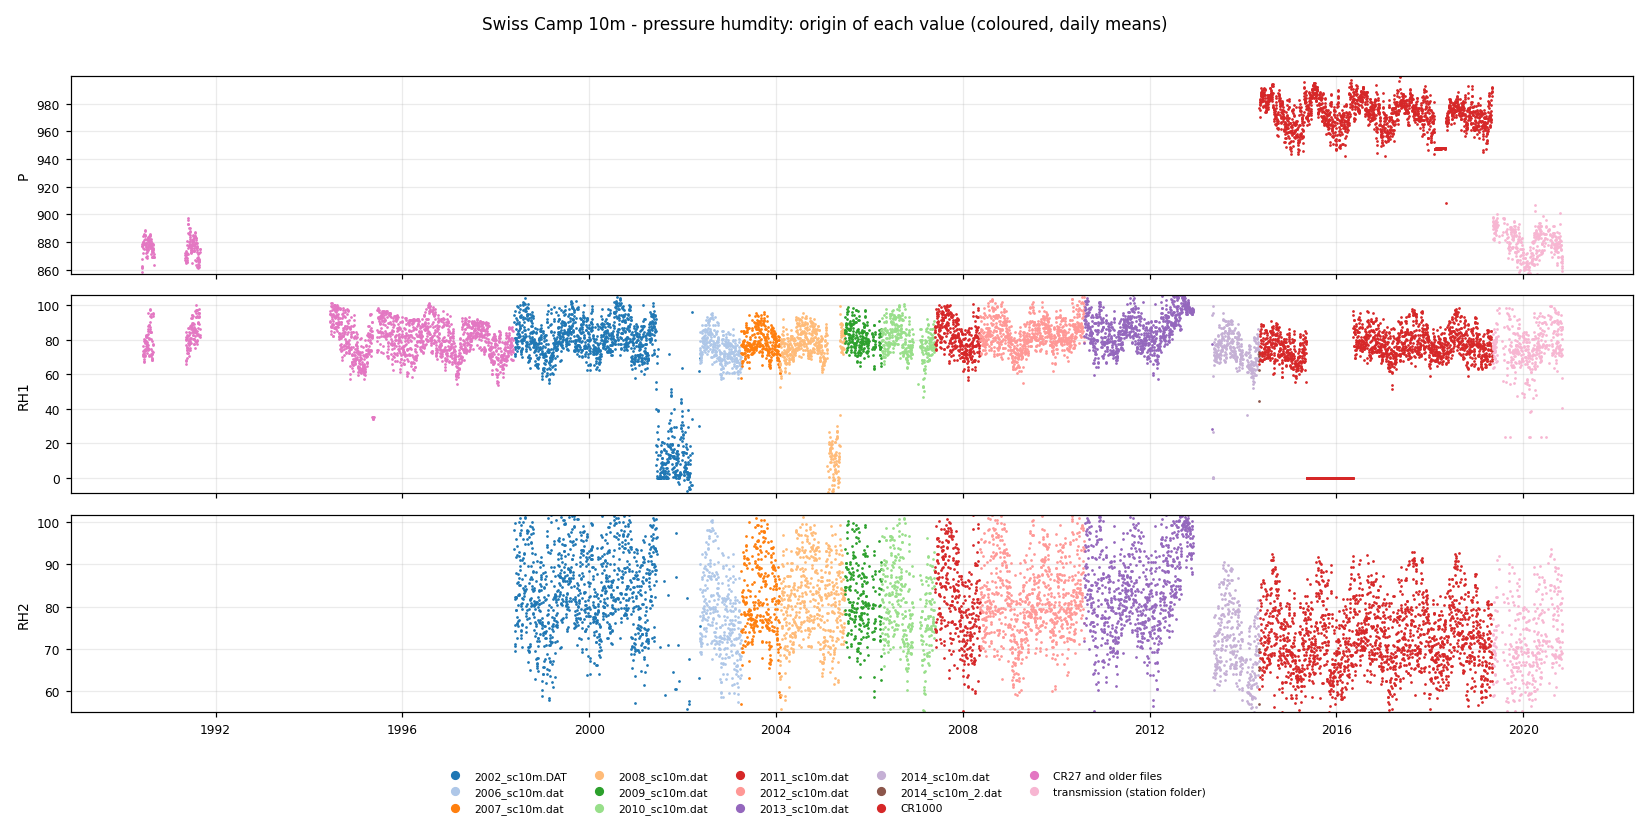 Swiss Camp 10m - pressure humdity: origin of each value (coloured, daily means)
P
980
960
940
920
900
880
860
RH1
100
80
60
40
20
0
RH2
100
90
80
70
60
1992 1996 2000 2004 2008 2012 2016 2020
2002_sc10m.DAT 2008_sc10m.dat 2011_sc10m.dat 2014_sc10m.dat CR27 and older files
2006_sc10m.dat 2009_sc10m.dat 2012_sc10m.dat 2014_sc10m_2.dat transmission (station folder)
2007_sc10m.dat 2010_sc10m.dat 2013_sc10m.dat CR1000